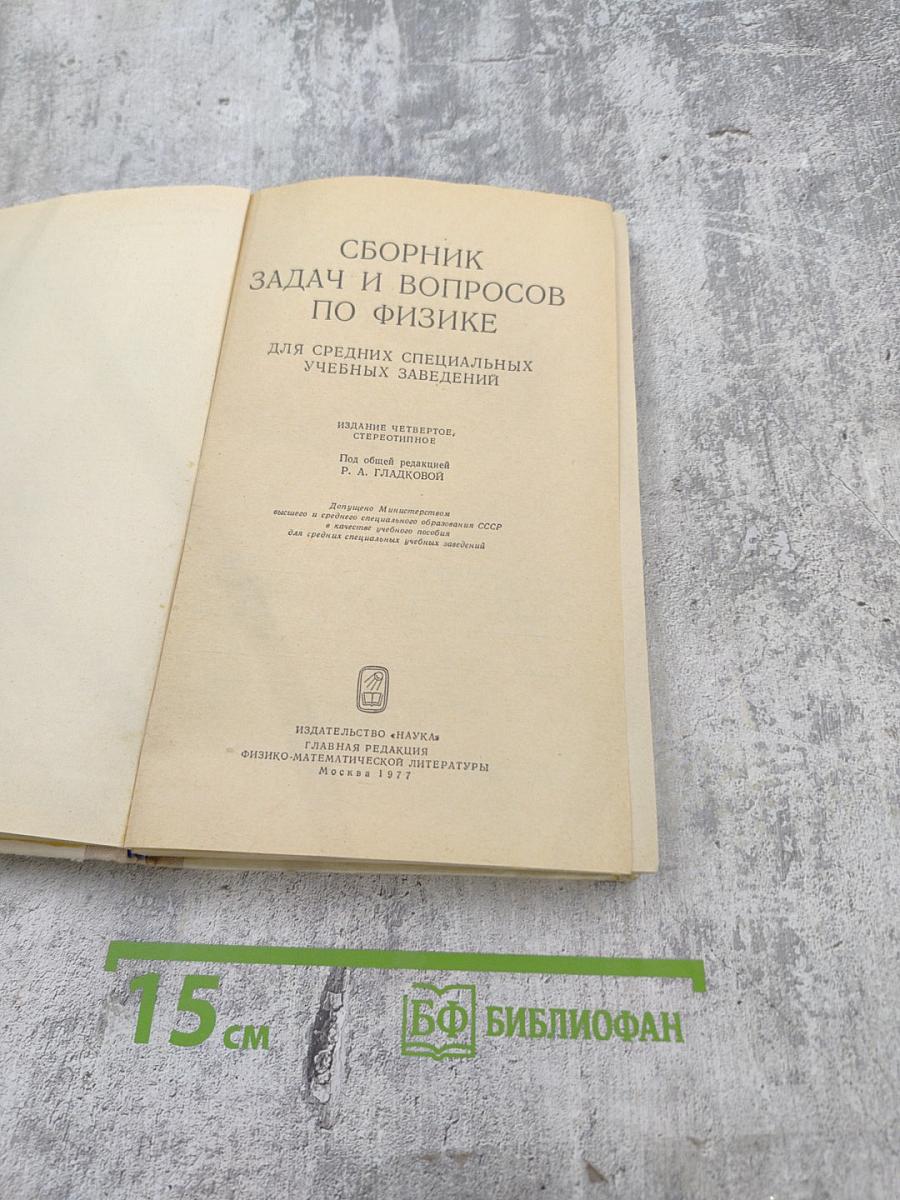 СБОРНИК
ЗАДАЧ И ВОПРОСОВ
ПО ФИЗИКЕ
ДЛЯ СРЕДНИХ СПЕЦИАЛЬНЫХ
УЧЕБНЫХ ЗАВЕДЕНИЙ
ИЗДАНИЕ ЧЕТВЕРТОЕ,
СТЕРЕОТИПНОЕ
Под общей редакцией
Р. А. ГЛАДКОВОЙ
Допущено Министерством
высшего и среднего специального образования СССР
в качестве учебного пособия
для средних специальных учебных заведений
ИЗДАТЕЛЬСТВО «НАУКА»
ГЛАВНАЯ РЕДАКЦИЯ
ФИЗИКО-МАТЕМАТИЧЕСКОЙ ЛИТЕРАТУРЫ
Москва 1977
15 см
БФ БИБЛИОФАН